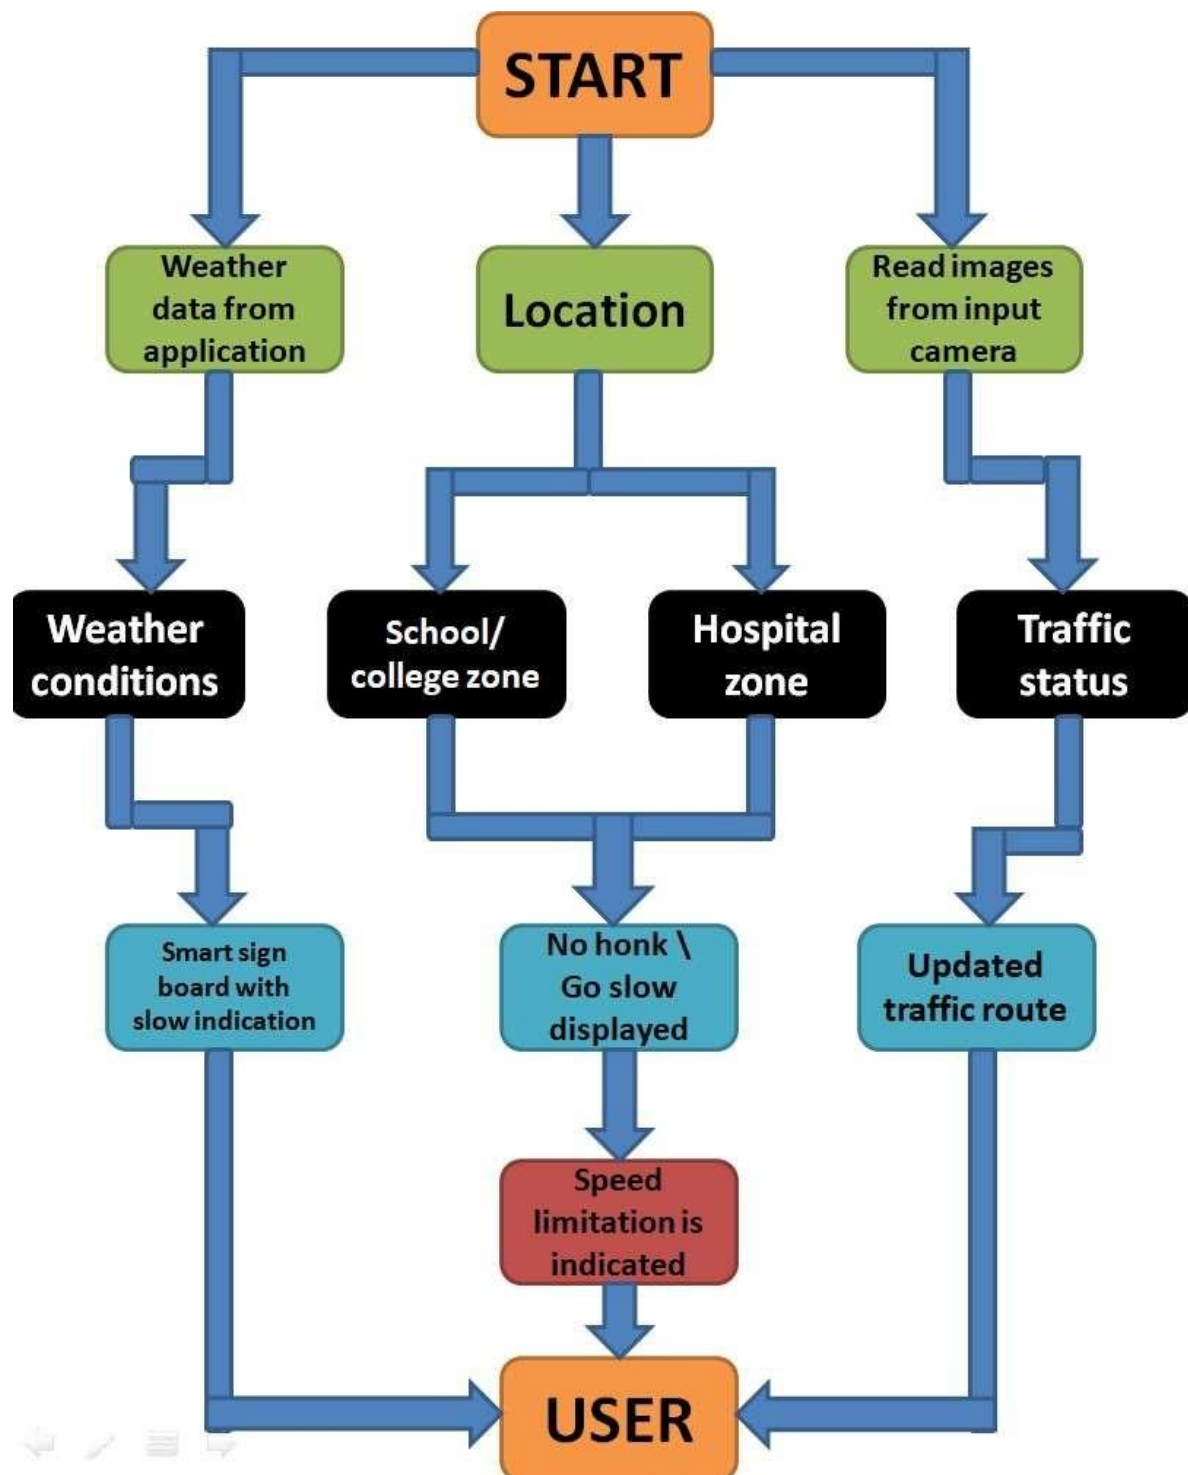 START
Weather
data from
application
Location
Read images
from input
camera
Weather
conditions
School/
college zone
Hospital
zone
Traffic
status
Smart sign
board with
slow indication
No honk \
Go slow
displayed
Updated
traffic route
Speed
limitation is
indicated
USER